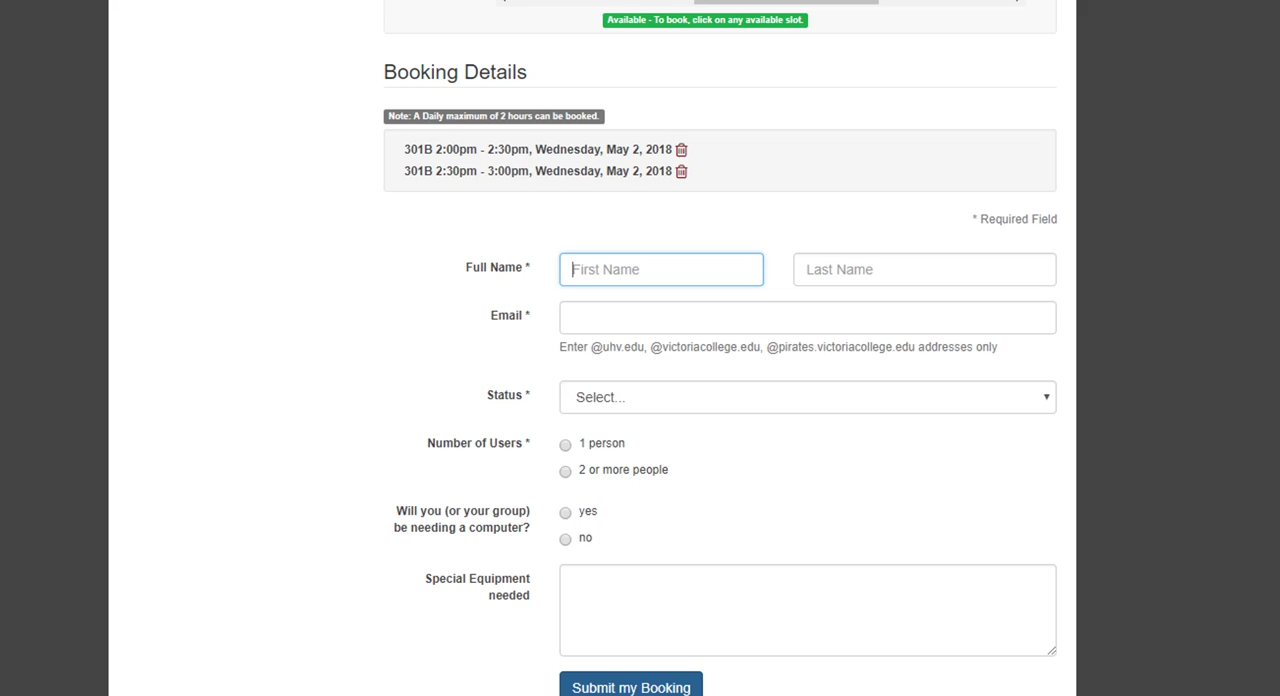 Available - To book, click on any available slot.
Booking Details
Note: A Daily maximum of 2 hours can be booked.
301B 2:00pm - 2:30pm, Wednesday, May 2, 2018
301B 2:30pm - 3:00pm, Wednesday, May 2, 2018
* Required Field
Full Name * First Name Last Name
Email *
Enter @uhv.edu, @victoriacollege.edu, @pirates.victoriacollege.edu addresses only
Status * Select...
Number of Users * 1 person
2 or more people
Will you (or your group) yes
be needing a computer? no
Special Equipment
needed
Submit my Booking